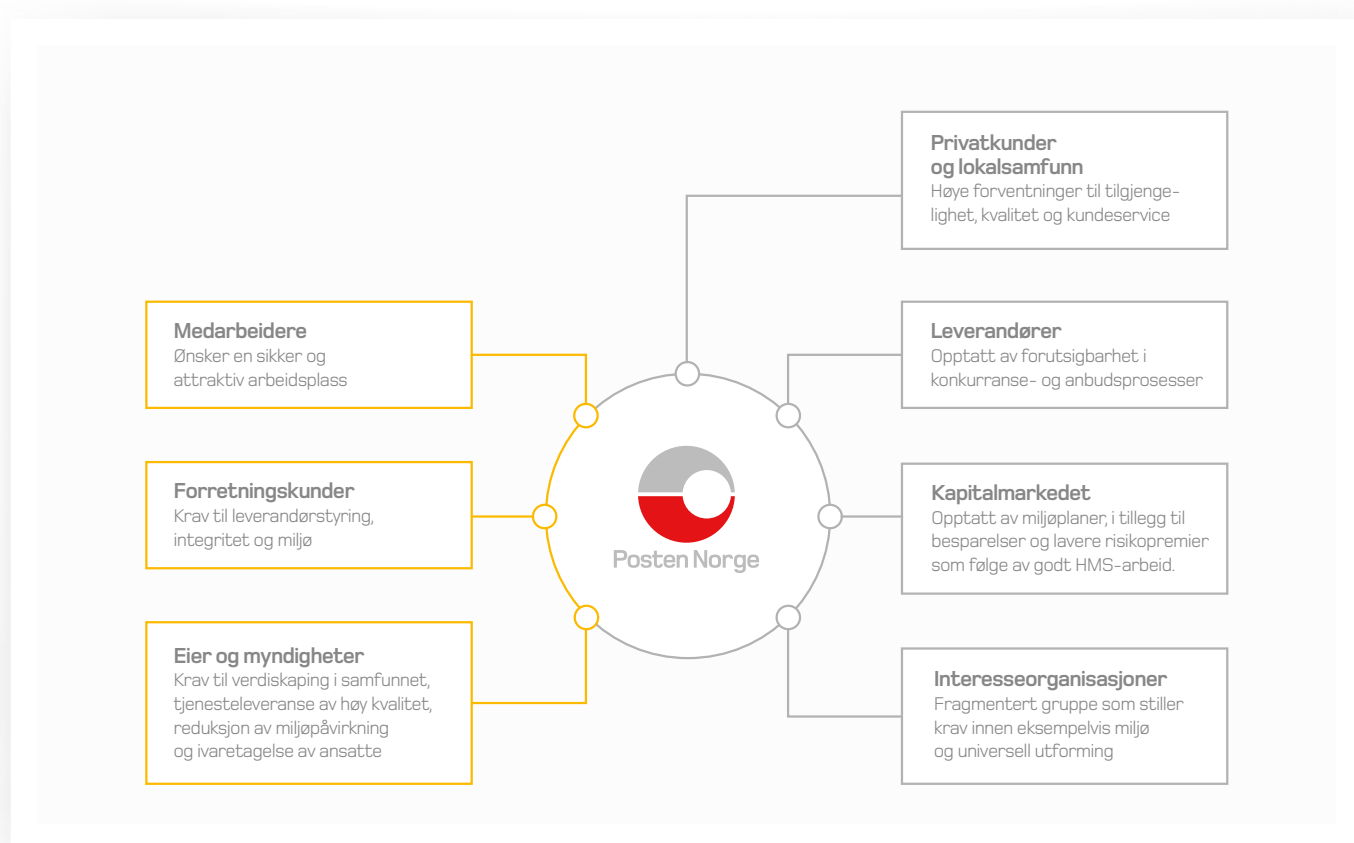 Privatkunder
og lokalsamfunn
Høye forventninger til tilgjenge-
lighet, kvalitet og kundeservice
Medarbeidere
Ønsker en sikker og
attraktiv arbeidsplass
Leverandører
Opptatt av forutsigbarhet i
konkurranse- og anbudsprosesser
Forretningskunder
Krav til leverandørstyring,
integritet og miljø
Posten Norge
Kapitalmarkedet
Opptatt av miljøplaner, i tillegg til
besparelser og lavere risikopremier
som følge av godt HMS-arbeid.
Eier og myndigheter
Krav til verdiskaping i samfunnet,
tjenesteleveranse av høy kvalitet,
reduksjon av miljøpåvirkning
og ivaretagelse av ansatte
Interesseorganisasjoner
Fragmentert gruppe som stiller
krav innen eksempelvis miljø
og universell utforming